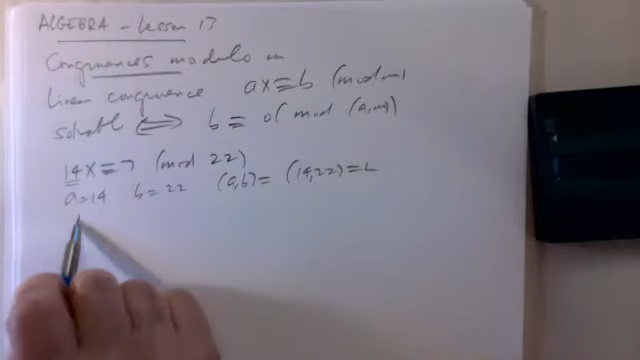 ALGEBRA - Lesson 13
Congruences modulo m
Linear congruence ax ≡ b (mod m)
solvable ⟺ b ≡ 0 (mod (a,m))
14x ≡ 7 (mod 22)
a=14 b=22 (a,b)= (14,22)=2